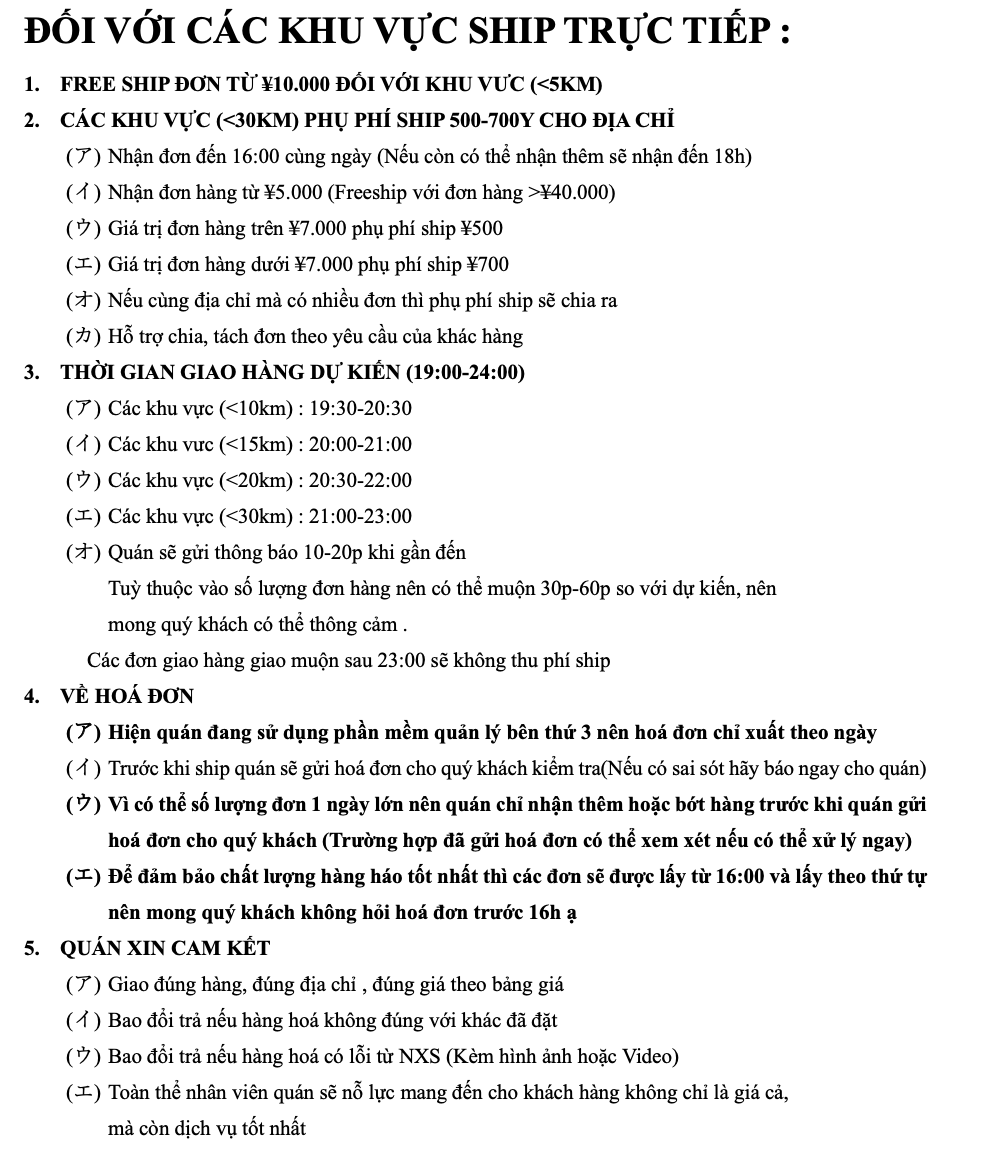 ĐỐI VỚI CÁC KHU VỰC SHIP TRỰC TIẾP :
1. FREE SHIP ĐƠN TỪ ¥10.000 ĐỐI VỚI KHU VƯC (<5KM)
2. CÁC KHU VỰC (<30KM) PHỤ PHÍ SHIP 500-700Y CHO ĐỊA CHỈ
(ア) Nhận đơn đến 16:00 cùng ngày (Nếu còn có thể nhận thêm sẽ nhận đến 18h)
(イ) Nhận đơn hàng từ ¥5.000 (Freeship với đơn hàng >¥40.000)
(ウ) Giá trị đơn hàng trên ¥7.000 phụ phí ship ¥500
(エ) Giá trị đơn hàng dưới ¥7.000 phụ phí ship ¥700
(オ) Nếu cùng địa chỉ mà có nhiều đơn thì phụ phí ship sẽ chia ra
(カ) Hỗ trợ chia, tách đơn theo yêu cầu của khác hàng
3. THỜI GIAN GIAO HÀNG DỰ KIẾN (19:00-24:00)
(ア) Các khu vực (<10km) : 19:30-20:30
(イ) Các khu vưc (<15km) : 20:00-21:00
(ウ) Các khu vực (<20km) : 20:30-22:00
(エ) Các khu vực (<30km) : 21:00-23:00
(オ) Quán sẽ gửi thông báo 10-20p khi gần đến
Tuỳ thuộc vào số lượng đơn hàng nên có thể muộn 30p-60p so với dự kiến, nên
mong quý khách có thể thông cảm .
Các đơn giao hàng giao muộn sau 23:00 sẽ không thu phí ship
4. VỀ HOÁ ĐƠN
(ア) Hiện quán đang sử dụng phần mềm quản lý bên thứ 3 nên hoá đơn chỉ xuất theo ngày
(イ) Trước khi ship quán sẽ gửi hoá đơn cho quý khách kiểm tra(Nếu có sai sót hãy báo ngay cho quán)
(ウ) Vì có thể số lượng đơn 1 ngày lớn nên quán chỉ nhận thêm hoặc bớt hàng trước khi quán gửi
hoá đơn cho quý khách (Trường hợp đã gửi hoá đơn có thể xem xét nếu có thể xử lý ngay)
(エ) Để đảm bảo chất lượng hàng háo tốt nhất thì các đơn sẽ được lấy từ 16:00 và lấy theo thứ tự
nên mong quý khách không hỏi hoá đơn trước 16h ạ
5. QUÁN XIN CAM KẾT
(ア) Giao đúng hàng, đúng địa chỉ , đúng giá theo bảng giá
(イ) Bao đổi trả nếu hàng hoá không đúng với khác đã đặt
(ウ) Bao đổi trả nếu hàng hoá có lỗi từ NXS (Kèm hình ảnh hoặc Video)
(エ) Toàn thể nhân viên quán sẽ nỗ lực mang đến cho khách hàng không chỉ là giá cả,
mà còn dịch vụ tốt nhất